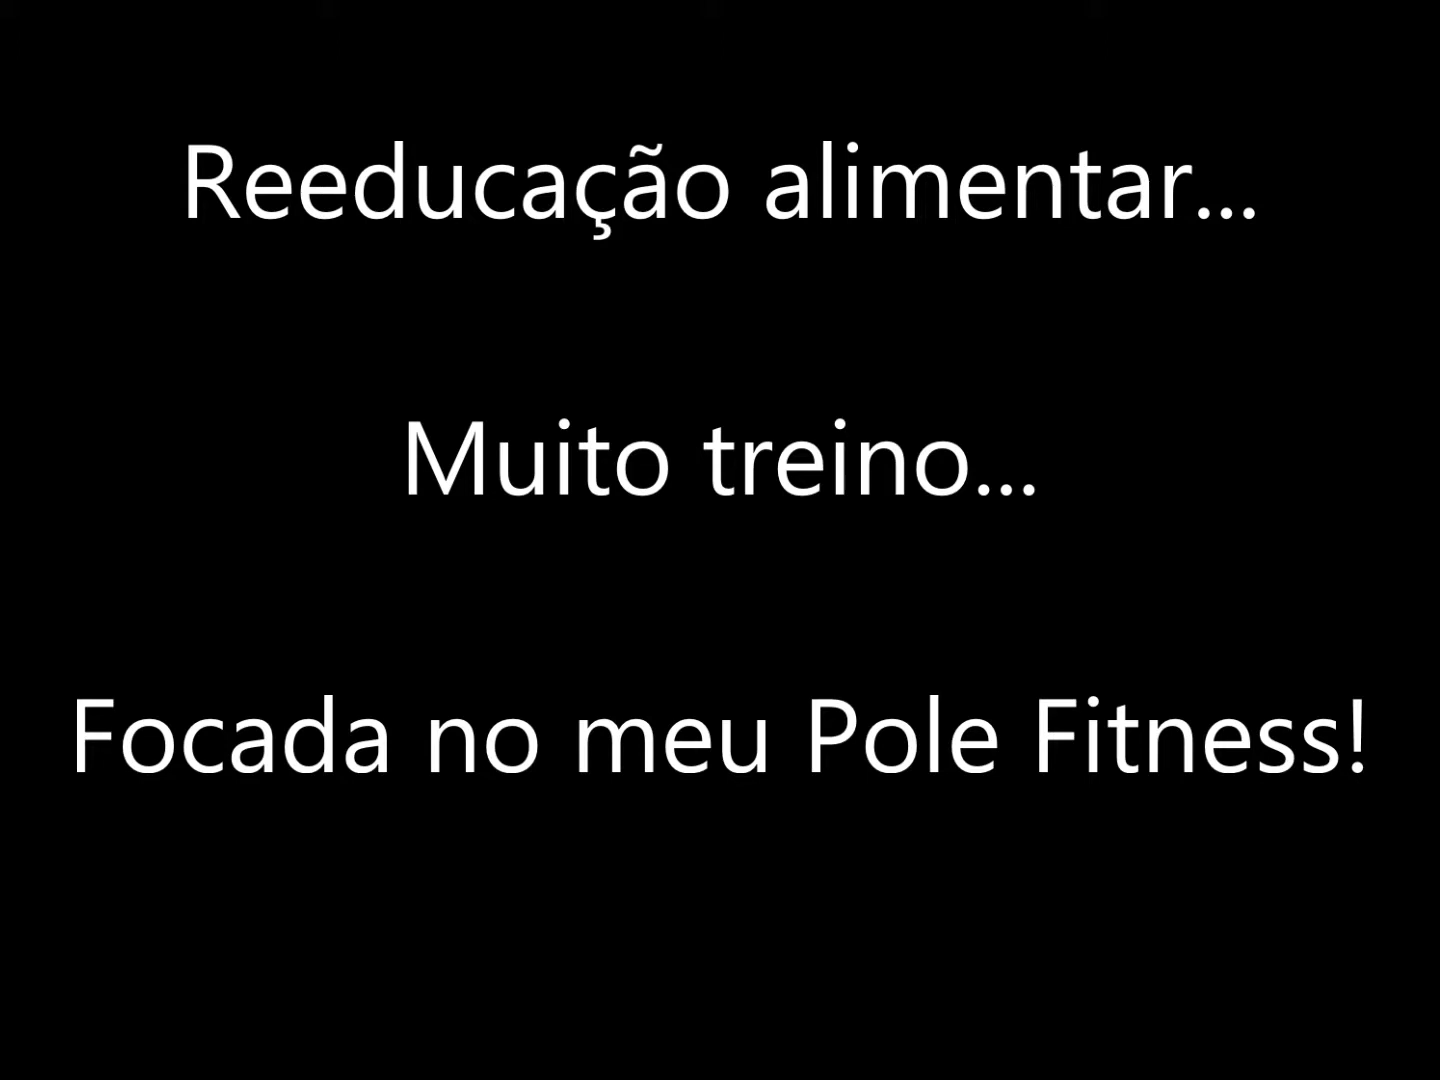 Reeducação alimentar...
Muito treino...
Focada no meu Pole Fitness!